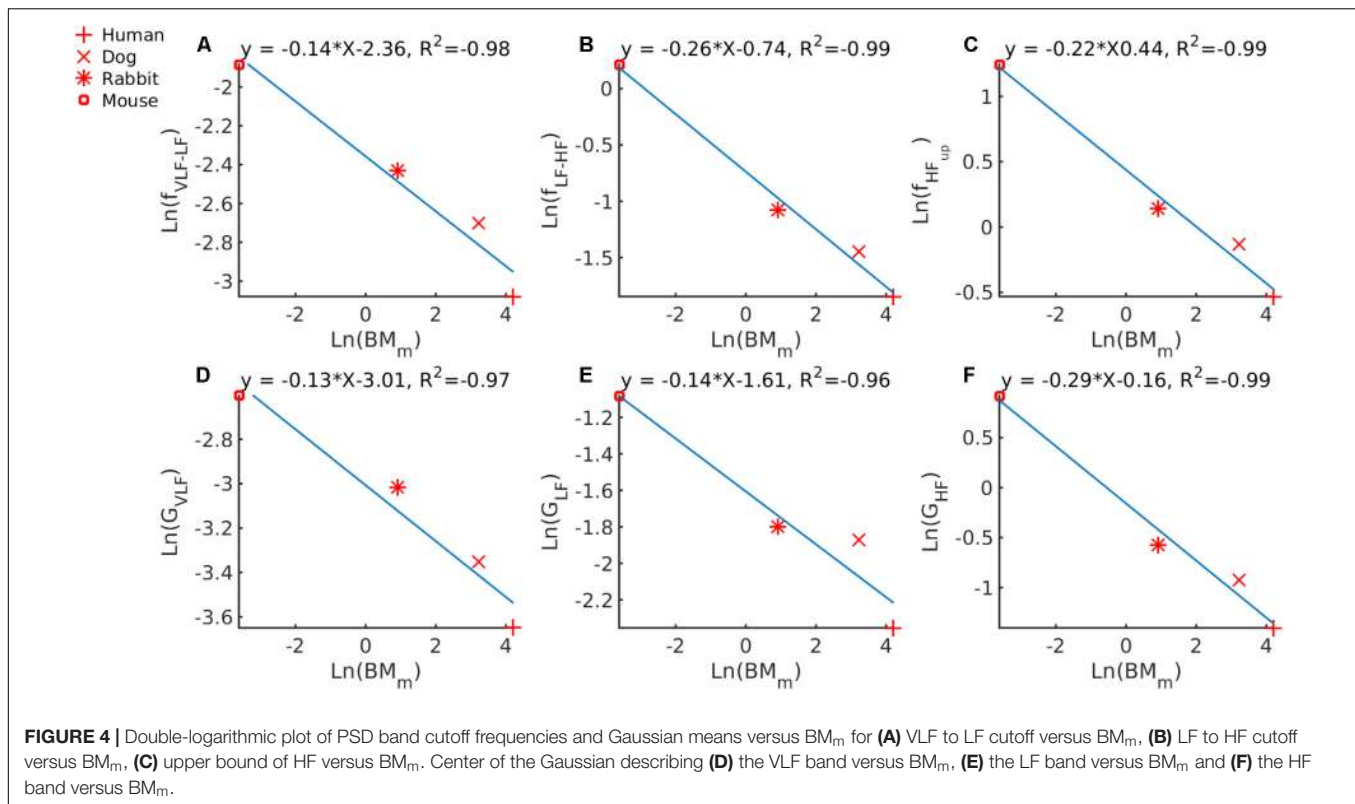 Human
Dog
Rabbit
Mouse
A y = -0.14*X-2.36, R²=-0.98
Ln(f_VLF-LF)
-2
-2.2
-2.4
-2.6
-2.8
-3
-2 0 2 4
Ln(BM_m)
B y = -0.26*X-0.74, R²=-0.99
Ln(f_LF-HF)
0
-0.5
-1
-1.5
-2 0 2 4
Ln(BM_m)
C y = -0.22*X0.44, R²=-0.99
Ln(f_HF_up)
1
0.5
0
-0.5
-2 0 2 4
Ln(BM_m)
D y = -0.13*X-3.01, R²=-0.97
Ln(G_VLF)
-2.8
-3
-3.2
-3.4
-3.6
-2 0 2 4
Ln(BM_m)
E y = -0.14*X-1.61, R²=-0.96
Ln(G_LF)
-1.2
-1.4
-1.6
-1.8
-2
-2.2
-2 0 2 4
Ln(BM_m)
F y = -0.29*X-0.16, R²=-0.99
Ln(G_HF)
0.5
0
-0.5
-1
-2 0 2 4
Ln(BM_m)
FIGURE 4 | Double-logarithmic plot of PSD band cutoff frequencies and Gaussian means versus BM_m for (A) VLF to LF cutoff versus BM_m, (B) LF to HF cutoff
versus BM_m, (C) upper bound of HF versus BM_m. Center of the Gaussian describing (D) the VLF band versus BM_m, (E) the LF band versus BM_m and (F) the HF
band versus BM_m.